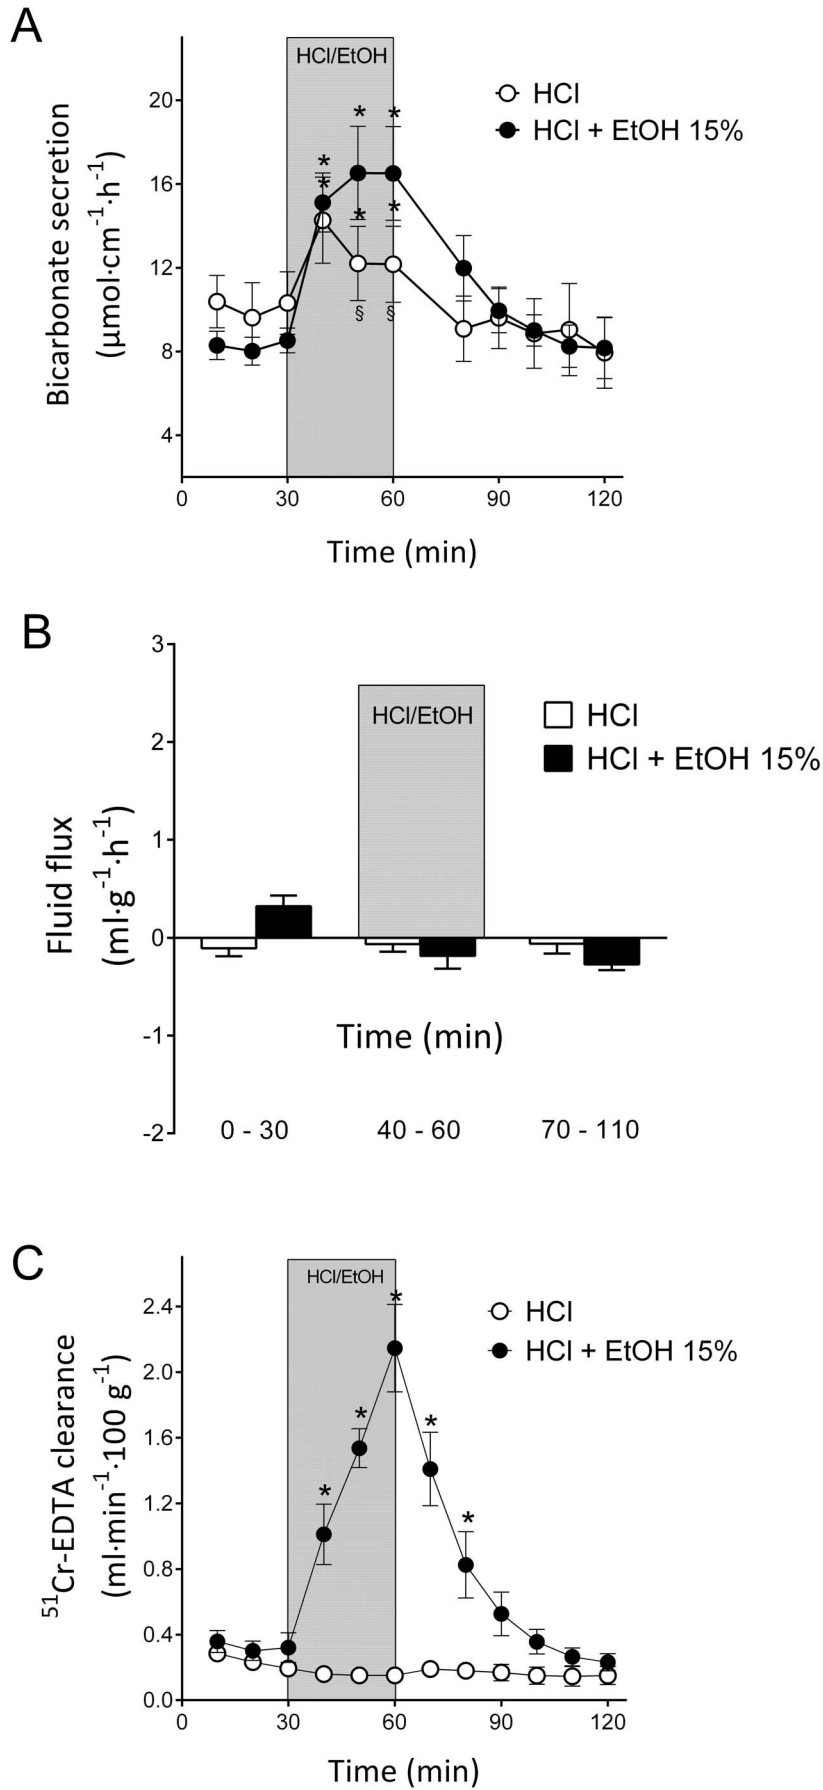 A
HCl/EtOH
HCl
HCl + EtOH 15%
Bicarbonate secretion
(µmol·cm⁻¹·h⁻¹)
20
16
12
8
4
* * * * * *
§ §
0 30 60 90 120
Time (min)
B
HCl/EtOH
HCl
HCl + EtOH 15%
Fluid flux
(ml·g⁻¹·h⁻¹)
3
2
1
0
-1
-2
Time (min)
0 - 30 40 - 60 70 - 110
C
HCl/EtOH
HCl
HCl + EtOH 15%
⁵¹Cr-EDTA clearance
(ml·min⁻¹·100 g⁻¹)
2.4
2.0
1.6
1.2
0.8
0.4
0.0
* * * * *
0 30 60 90 120
Time (min)